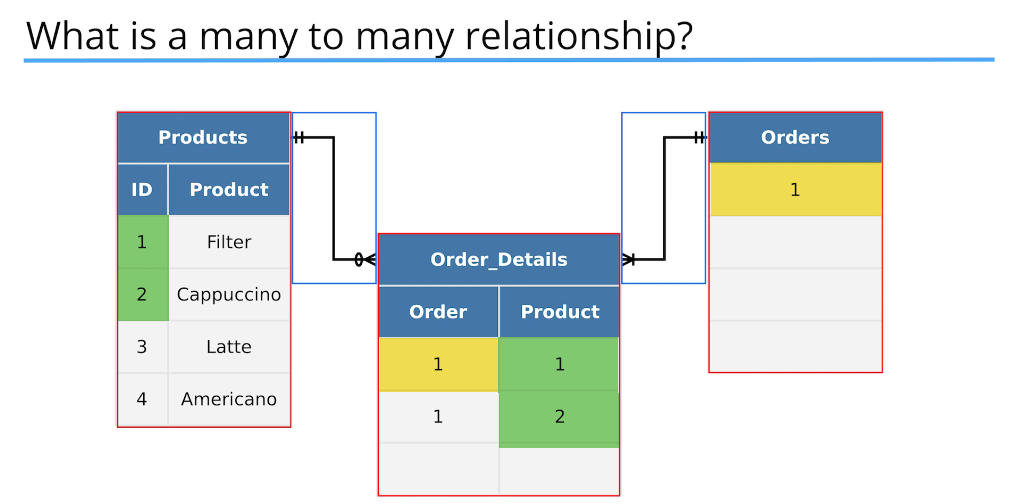 What is a many to many relationship?
Products
ID Product
1 Filter
2 Cappuccino
3 Latte
4 Americano
Order_Details
Order Product
1 1
1 2
Orders
1